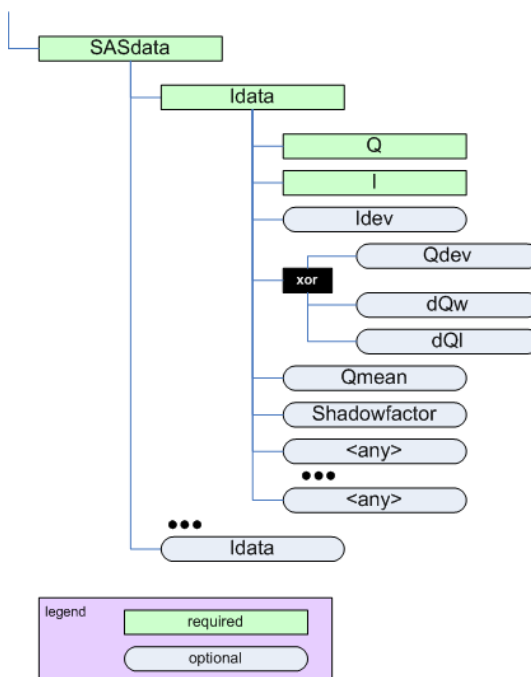 SASdata
Idata
Q
I
Idev
Qdev
xor
dQw
dQl
Qmean
Shadowfactor
<any>
•••
<any>
•••
Idata
legend
required
optional